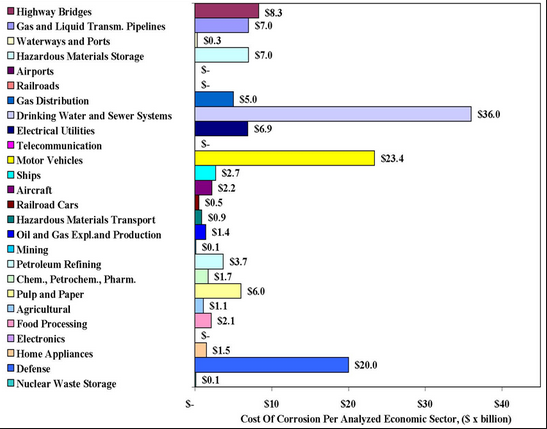 Highway Bridges $8.3
Gas and Liquid Transm. Pipelines $7.0
Waterways and Ports $0.3
Hazardous Materials Storage $7.0
Airports $-
Railroads $-
Gas Distribution $5.0
Drinking Water and Sewer Systems $36.0
Electrical Utilities $6.9
Telecommunication $-
Motor Vehicles $23.4
Ships $2.7
Aircraft $2.2
Railroad Cars $0.5
Hazardous Materials Transport $0.9
Oil and Gas Expl.and Production $1.4
Mining $0.1
Petroleum Refining $3.7
Chem., Petrochem., Pharm. $1.7
Pulp and Paper $6.0
Agricultural $1.1
Food Processing $2.1
Electronics $-
Home Appliances $1.5
Defense $20.0
Nuclear Waste Storage $0.1
$- $10 $20 $30 $40
Cost Of Corrosion Per Analyzed Economic Sector, ($ x billion)